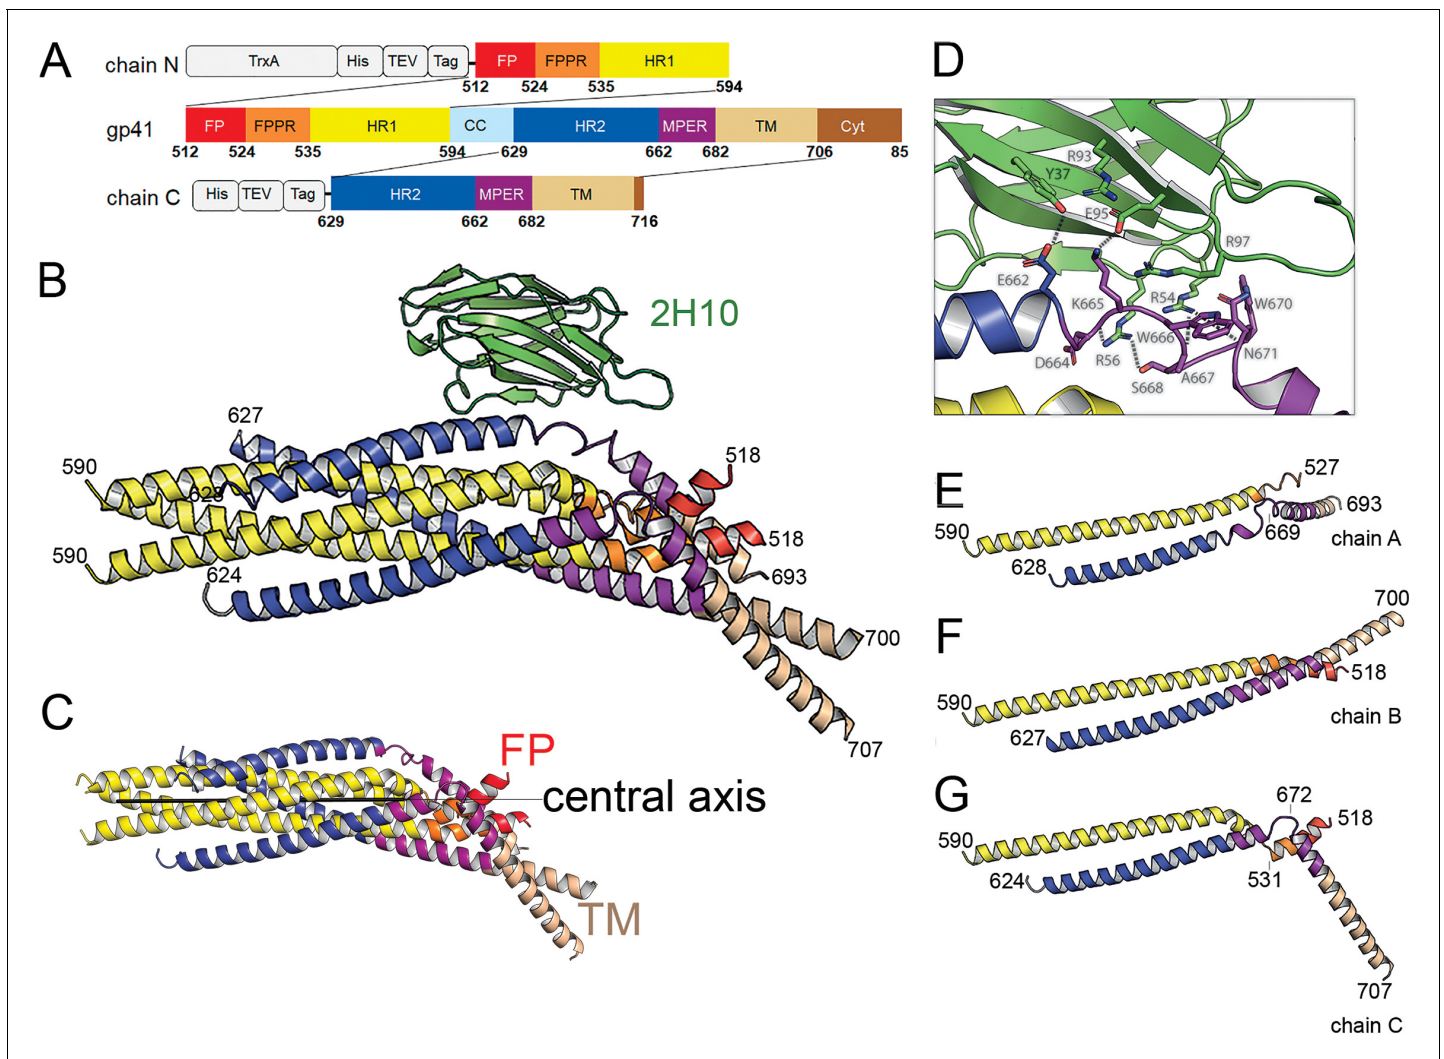 A
chain N TrxA His TEV Tag FP FPPR HR1
512 524 535 594
gp41 FP FPPR HR1 CC HR2 MPER TM Cyt
512 524 535 594 629 662 682 706 85
chain C His TEV Tag HR2 MPER TM
629 662 682 716
B
2H10
627
590
623
590
624
518
518
693
700
707
C
FP
central axis
TM
D
R93
Y37
E95
R97
E662
K665 R54 W670
W666
D664 R56 N671
S668 A667
E
527
590
693
669
628
chain A
F
700
590
518
627
chain B
G
672
518
590
624
531
707
chain C